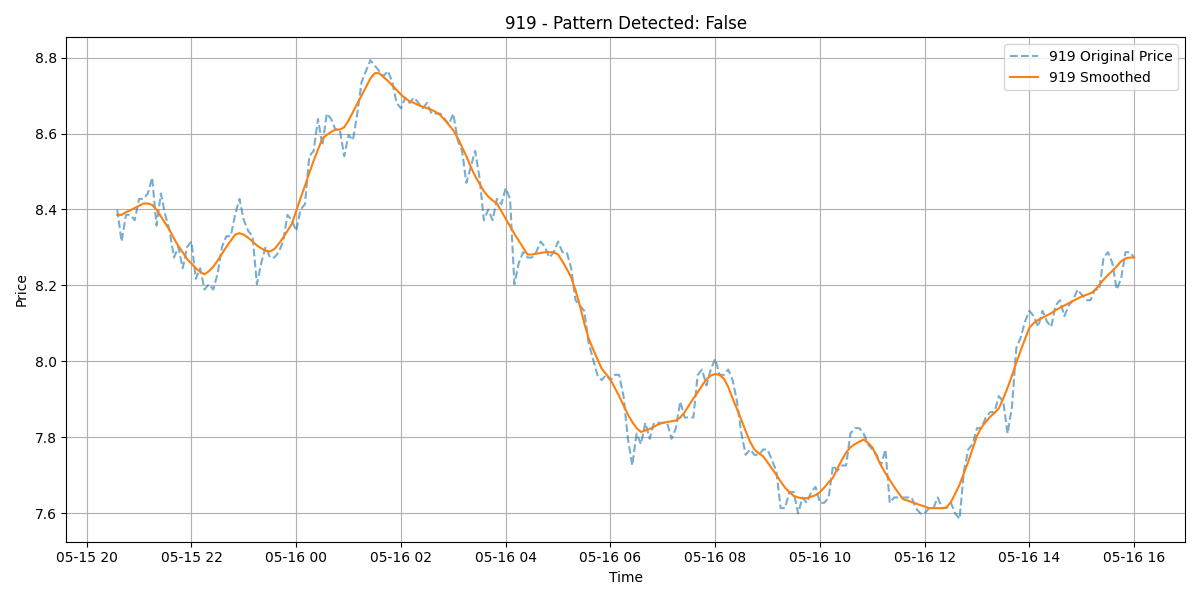 919 - Pattern Detected: False
919 Original Price
919 Smoothed
Price
8.8
8.6
8.4
8.2
8.0
7.8
7.6
05-15 20 05-15 22 05-16 00 05-16 02 05-16 04 05-16 06 05-16 08 05-16 10 05-16 12 05-16 14 05-16 16
Time